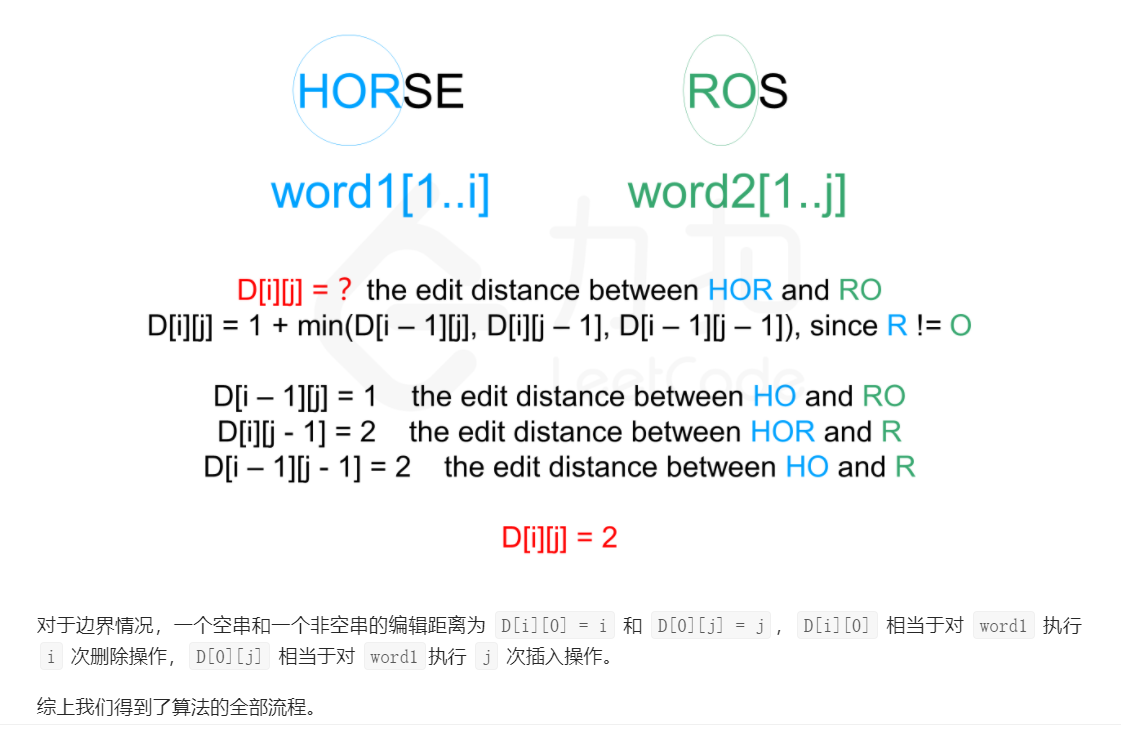 HORSE ROS
word1[1..i] word2[1..j]
力扣
D[i][j] = ? the edit distance between HOR and RO
D[i][j] = 1 + min(D[i – 1][j], D[i][j – 1], D[i – 1][j – 1]), since R != O
LeetCode
D[i – 1][j] = 1 the edit distance between HO and RO
D[i][j - 1] = 2 the edit distance between HOR and R
D[i – 1][j - 1] = 2 the edit distance between HO and R
D[i][j] = 2
对于边界情况，一个空串和一个非空串的编辑距离为 D[i][0] = i 和 D[0][j] = j，D[i][0] 相当于对 word1 执行
i 次删除操作，D[0][j] 相当于对 word1 执行 j 次插入操作。
综上我们得到了算法的全部流程。